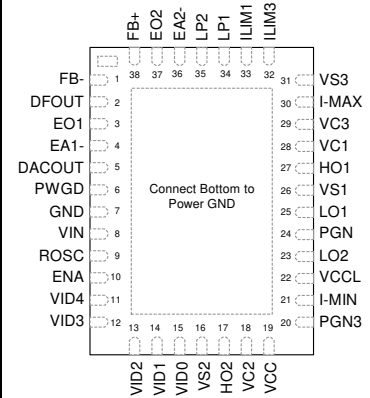 FB+ EO2 EA2- LP2 LP1 ILIM1 ILIM3
38 37 36 35 34 33 32
FB- 1
DFOUT 2
EO1 3
EA1- 4
DACOUT 5
PWGD 6
GND 7
VIN 8
ROSC 9
ENA 10
VID4 11
VID3 12
Connect Bottom to
Power GND
31 VS3
30 I-MAX
29 VC3
28 VC1
27 HO1
26 VS1
25 LO1
24 PGN
23 LO2
22 VCCL
21 I-MIN
20 PGN3
13 14 15 16 17 18 19
VID2 VID1 VID0 VS2 HO2 VC2 VCC